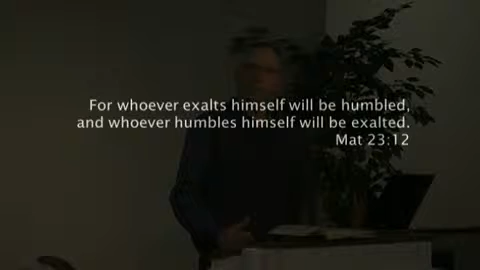 For whoever exalts himself will be humbled,
and whoever humbles himself will be exalted.
Mat 23:12